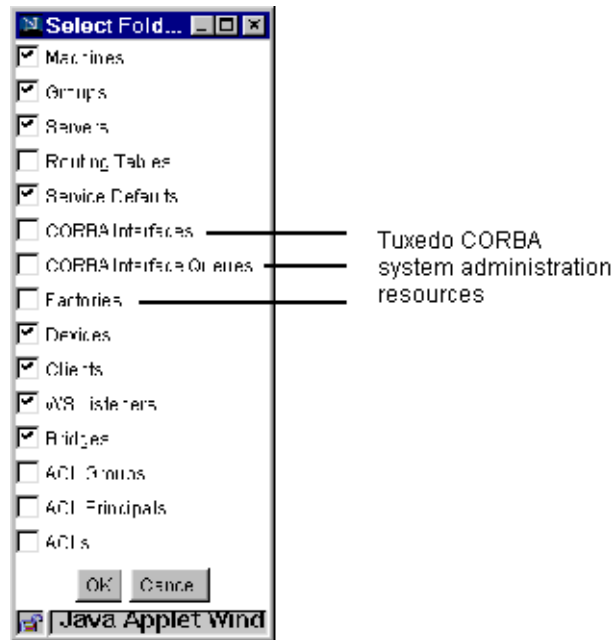 Select Fold...
Machines
Groups
Servers
Routing Tables
Service Defaults
CORBA Interfaces
CORBA Interface Queues
Factories
Devices
Clients
WS Listeners
Bridges
ACL Groups
ACL Principals
ACLs
OK Cancel
Java Applet Wind
Tuxedo CORBA
system administration
resources